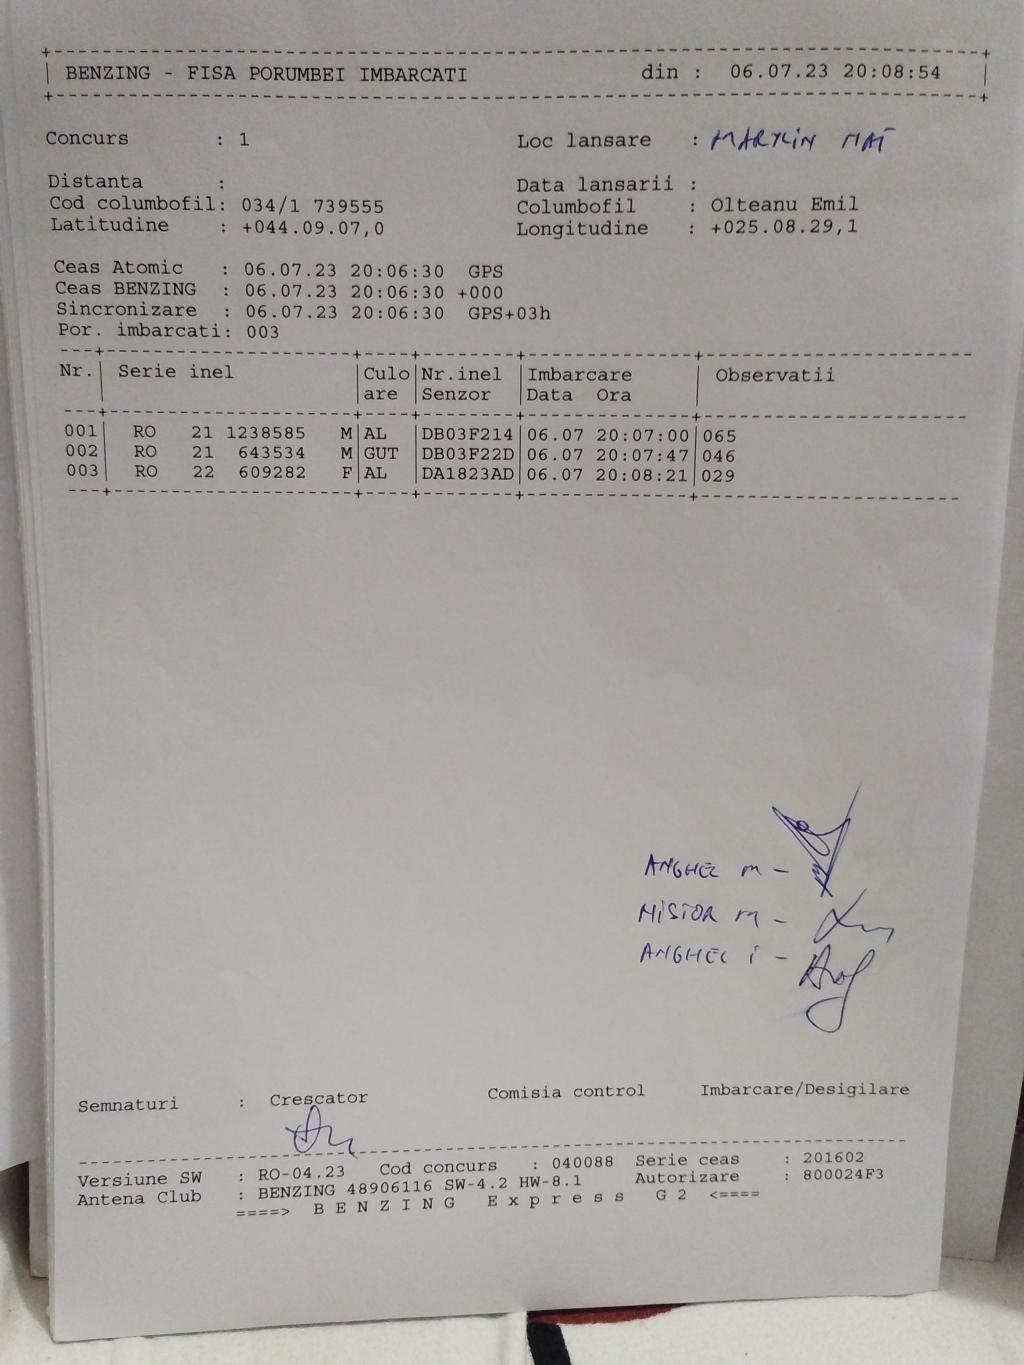 BENZING - FISA PORUMBEI IMBARCATI din : 06.07.23 20:08:54
Concurs : 1 Loc lansare : MARKIN NAT
Distanta : Data lansarii :
Cod columbofil: 034/1 739555 Columbofil : Olteanu Emil
Latitudine : +044.09.07,0 Longitudine : +025.08.29,1
Ceas Atomic : 06.07.23 20:06:30 GPS
Ceas BENZING : 06.07.23 20:06:30 +000
Sincronizare : 06.07.23 20:06:30 GPS+03h
Por. imbarcati: 003
Nr. Serie inel Culo Nr.inel Imbarcare Observatii
are Senzor Data Ora
001 RO 21 1238585 M AL DB03F214 06.07 20:07:00 065
002 RO 21 643534 M GUT DB03F22D 06.07 20:07:47 046
003 RO 22 609282 F AL DA1823AD 06.07 20:08:21 029
ANGHEL M -
NISTOR M -
ANGHEL I -
Semnaturi : Crescator Comisia control Imbarcare/Desigilare
Versiune SW : RO-04.23 Cod concurs : 040088 Serie ceas : 201602
Antena Club : BENZING 48906116 SW-4.2 HW-8.1 Autorizare : 800024F3
====> B E N Z I N G E x p r e s s G 2 <====